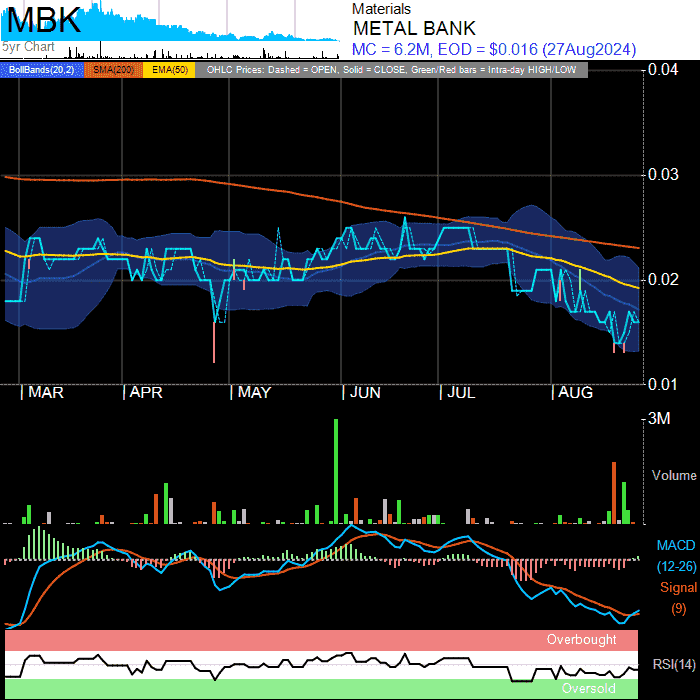 MBK
5yr Chart
Materials
METAL BANK
MC = 6.2M, EOD = $0.016 (27Aug2024)
BollBands(20,2) SMA(200) EMA(50) OHLC Prices: Dashed = OPEN, Solid = CLOSE, Green/Red bars = Intra-day HIGH/LOW
0.04
0.03
0.02
0.01
| MAR | APR | MAY | JUN | JUL | AUG
3M
Volume
MACD
(12-26)
Signal
(9)
Overbought
RSI(14)
Oversold